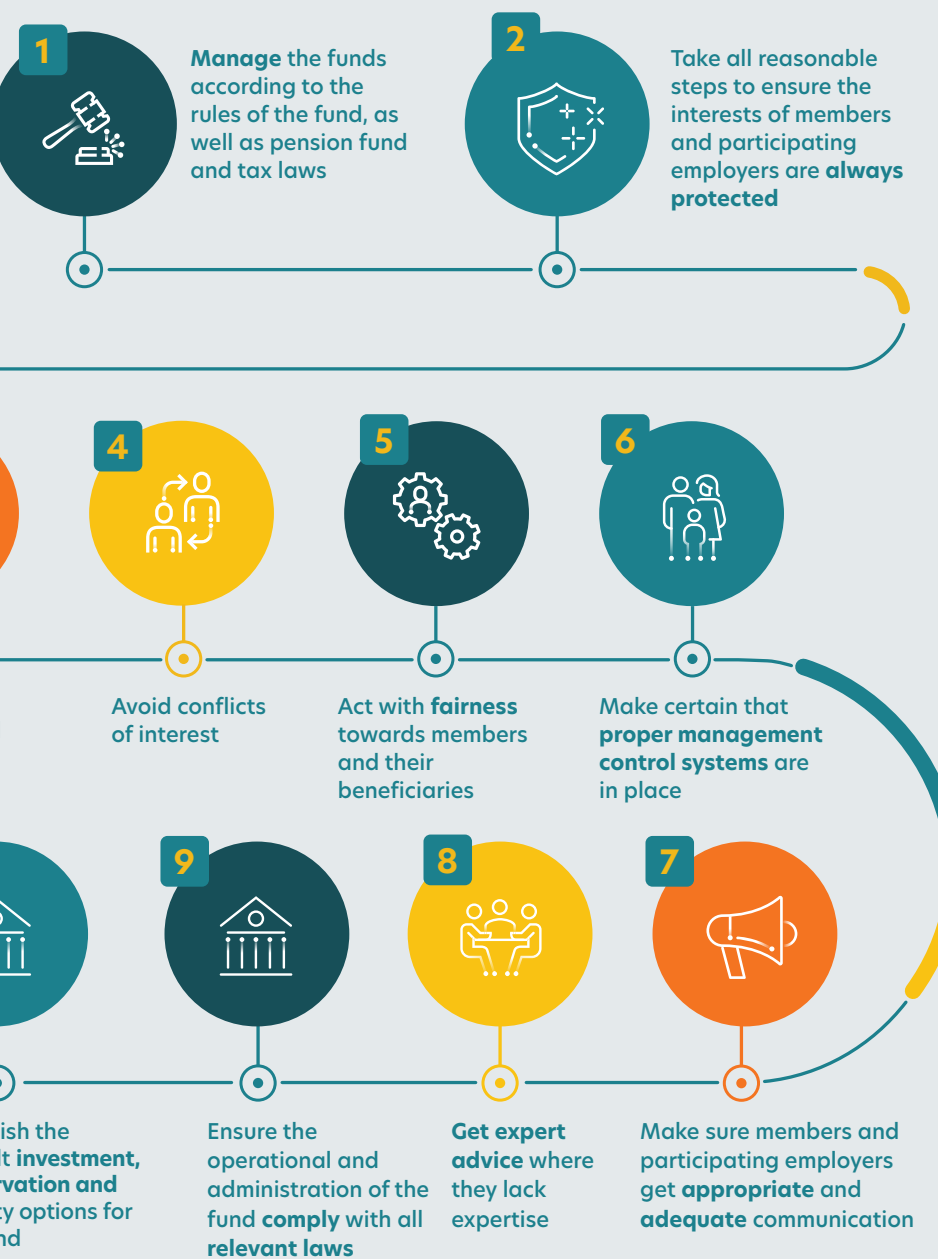 1
Manage the funds
according to the
rules of the fund, as
well as pension fund
and tax laws
2
Take all reasonable
steps to ensure the
interests of members
and participating
employers are always
protected
4
Avoid conflicts
of interest
5
Act with fairness
towards members
and their
beneficiaries
6
Make certain that
proper management
control systems are
in place
7
Make sure members and
participating employers
get appropriate and
adequate communication
8
Get expert
advice where
they lack
expertise
9
Ensure the
operational and
administration of the
fund comply with all
relevant laws
the
investment,
and
options for